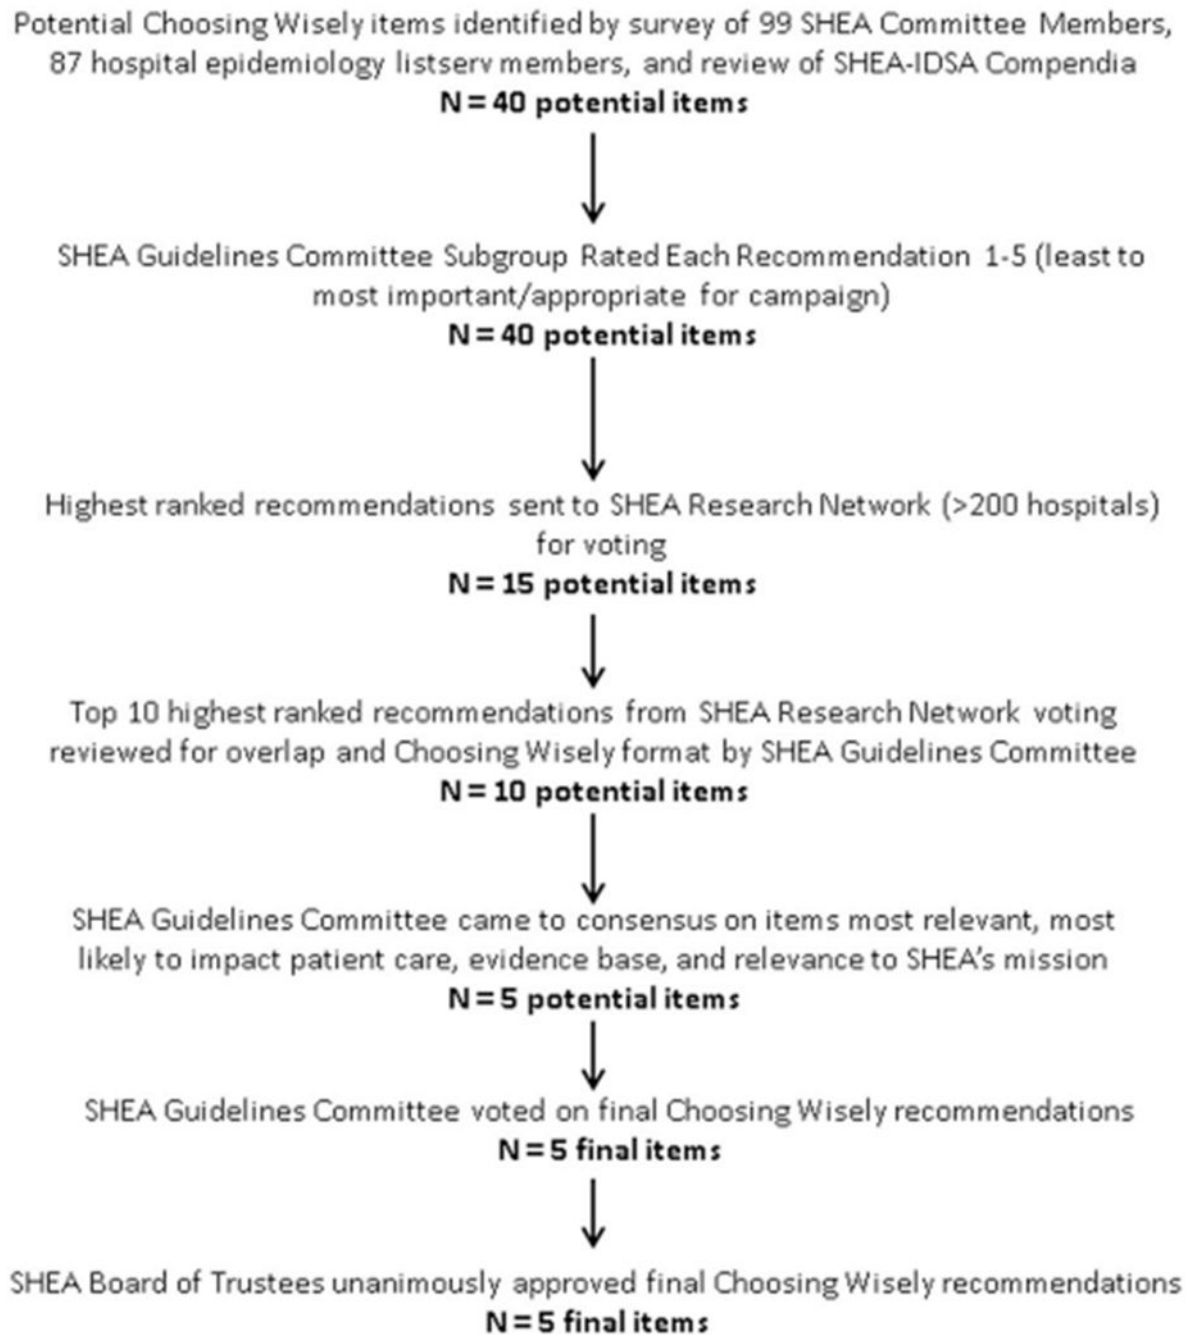 Potential Choosing Wisely items identified by survey of 99 SHEA Committee Members,
87 hospital epidemiology listserv members, and review of SHEA-IDSA Compendia
N = 40 potential items
SHEA Guidelines Committee Subgroup Rated Each Recommendation 1-5 (least to
most important/appropriate for campaign)
N = 40 potential items
Highest ranked recommendations sent to SHEA Research Network (>200 hospitals)
for voting
N = 15 potential items
Top 10 highest ranked recommendations from SHEA Research Network voting
reviewed for overlap and Choosing Wisely format by SHEA Guidelines Committee
N = 10 potential items
SHEA Guidelines Committee came to consensus on items most relevant, most
likely to impact patient care, evidence base, and relevance to SHEA's mission
N = 5 potential items
SHEA Guidelines Committee voted on final Choosing Wisely recommendations
N = 5 final items
SHEA Board of Trustees unanimously approved final Choosing Wisely recommendations
N = 5 final items